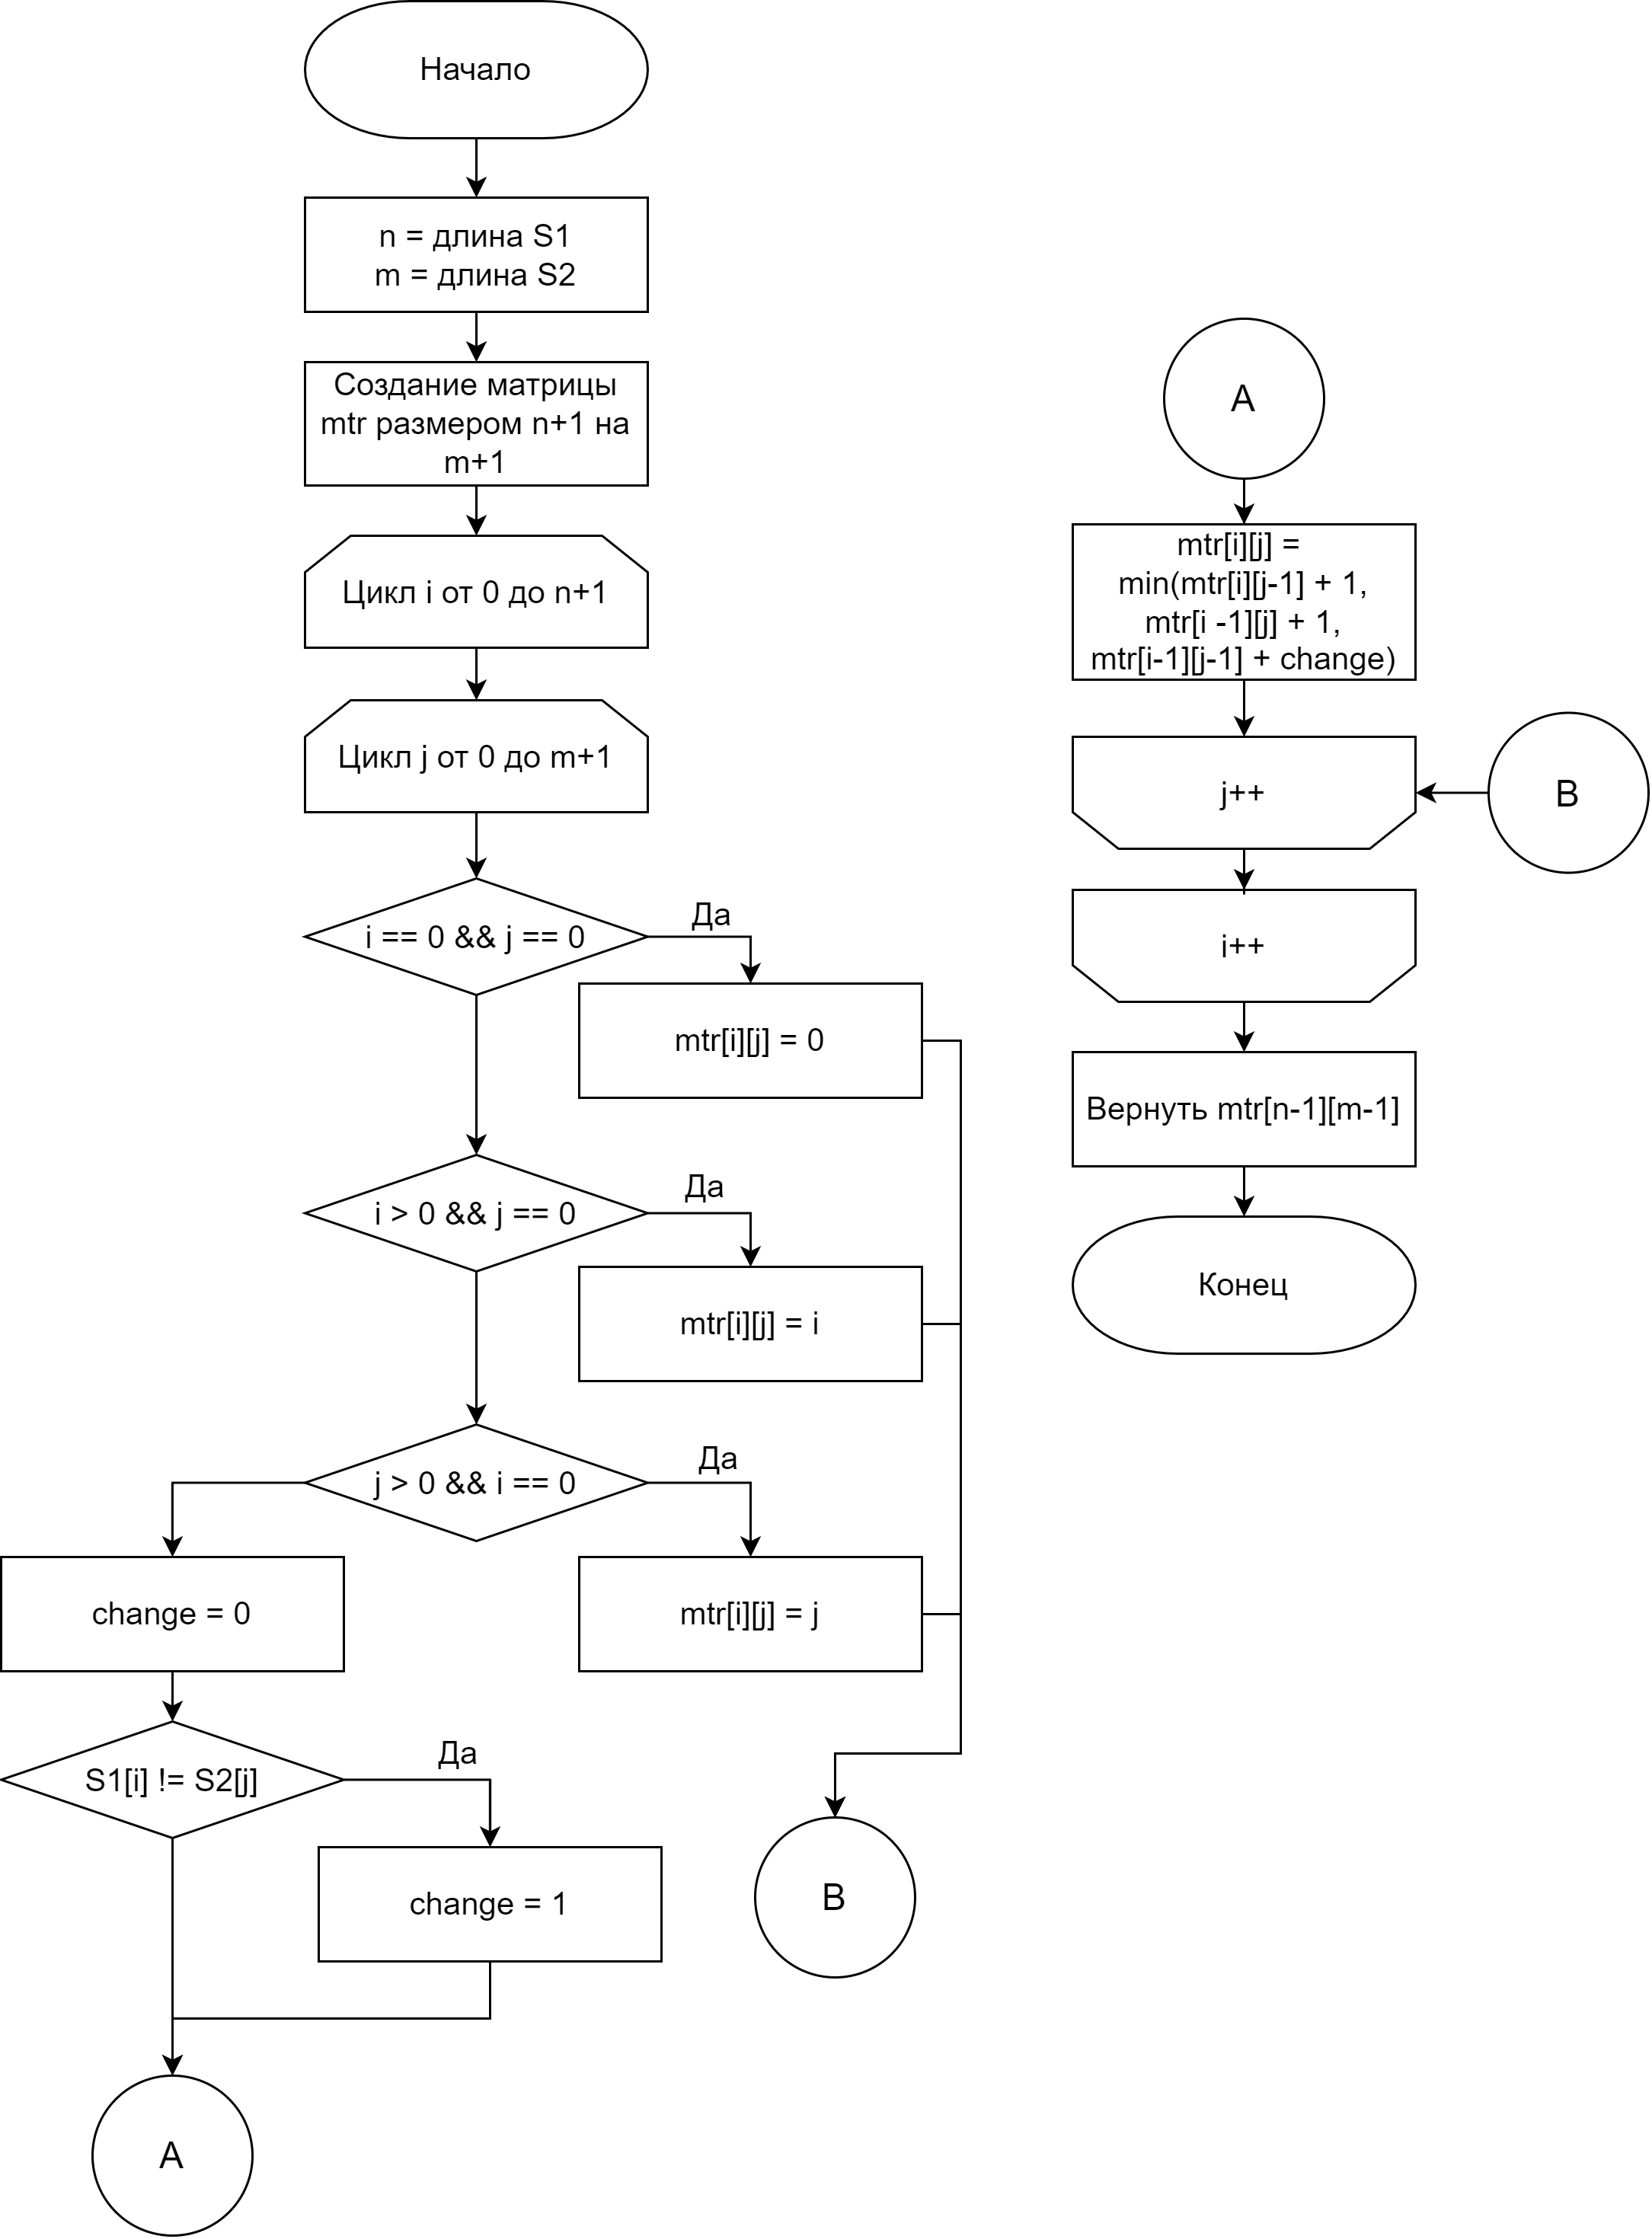 Начало
n = длина S1
m = длина S2
Создание матрицы
mtr размером n+1 на
m+1
Цикл i от 0 до n+1
Цикл j от 0 до m+1
i == 0 && j == 0
Да
mtr[i][j] = 0
i > 0 && j == 0
Да
mtr[i][j] = i
j > 0 && i == 0
Да
change = 0
mtr[i][j] = j
S1[i] != S2[j]
Да
change = 1
B
A
A
mtr[i][j] =
min(mtr[i][j-1] + 1,
mtr[i -1][j] + 1,
mtr[i-1][j-1] + change)
j++
B
i++
Вернуть mtr[n-1][m-1]
Конец